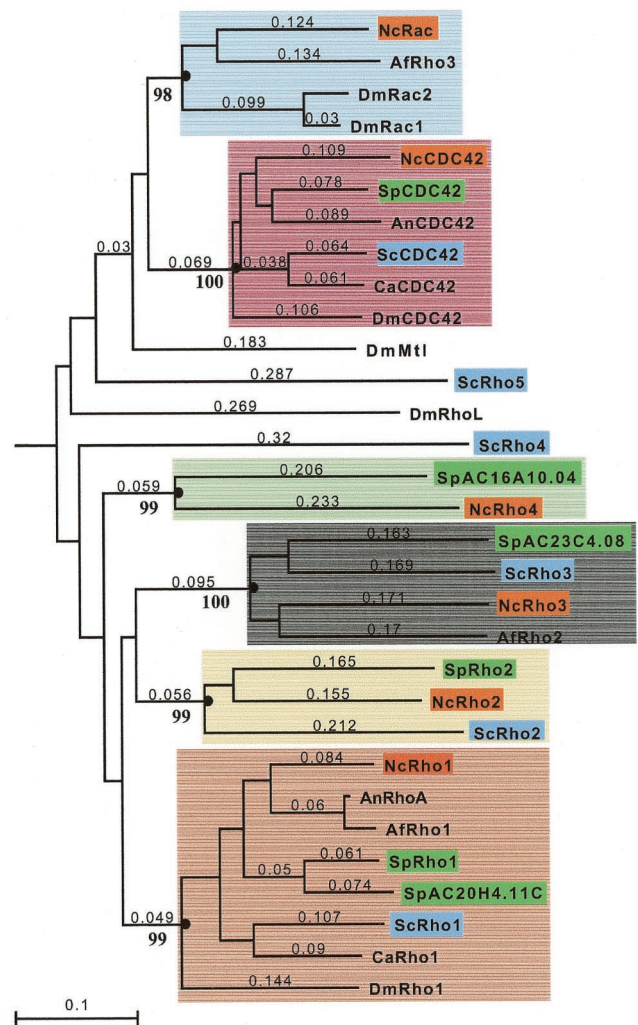 0.124 NcRac
0.134 AfRho3
98
0.099 DmRac2
0.03 DmRac1
0.109 NcCDC42
0.078 SpCDC42
0.089 AnCDC42
0.03
0.069 0.038 0.064 ScCDC42
100
0.061 CaCDC42
0.106 DmCDC42
0.183 DmMtl
0.287 ScRho5
0.269 DmRhoL
0.32 ScRho4
0.206 SpAC16A10.04
0.059
99
0.233 NcRho4
0.163 SpAC23C4.08
0.169 ScRho3
0.095
100
0.171 NcRho3
0.17 AfRho2
0.165 SpRho2
0.056 0.155 NcRho2
99
0.212 ScRho2
0.084 NcRho1
AnRhoA
0.06
AfRho1
0.061 SpRho1
0.05
0.074 SpAC20H4.11C
0.049 0.107 ScRho1
99
0.09 CaRho1
0.144 DmRho1
0.1